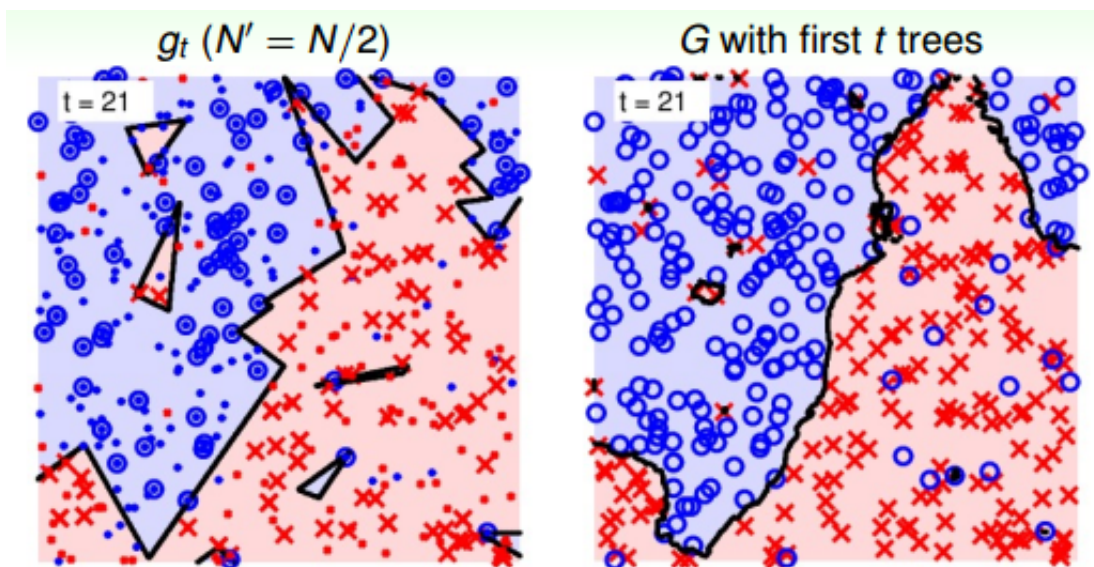 g_t (N′ = N/2)
G with first t trees
t = 21
t = 21